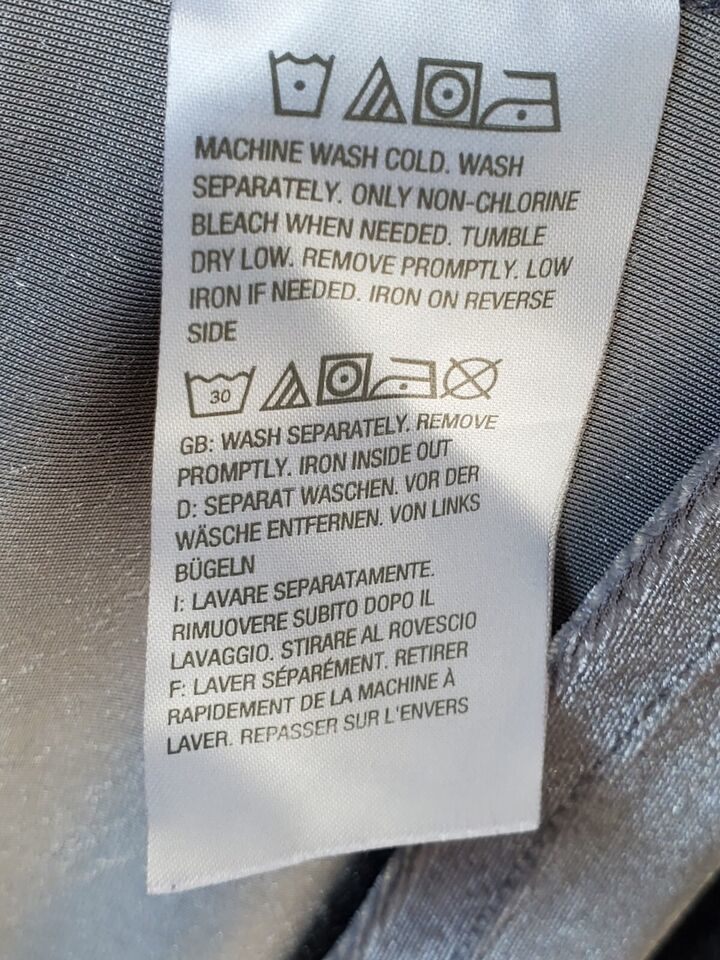 MACHINE WASH COLD. WASH
SEPARATELY. ONLY NON-CHLORINE
BLEACH WHEN NEEDED. TUMBLE
DRY LOW. REMOVE PROMPTLY. LOW
IRON IF NEEDED. IRON ON REVERSE
SIDE
30
GB: WASH SEPARATELY. REMOVE
PROMPTLY. IRON INSIDE OUT
D: SEPARAT WASCHEN. VOR DER
WÄSCHE ENTFERNEN. VON LINKS
BÜGELN
I: LAVARE SEPARATAMENTE.
RIMUOVERE SUBITO DOPO IL
LAVAGGIO. STIRARE AL ROVESCIO
F: LAVER SÉPARÉMENT. RETIRER
RAPIDEMENT DE LA MACHINE À
LAVER. REPASSER SUR L'ENVERS